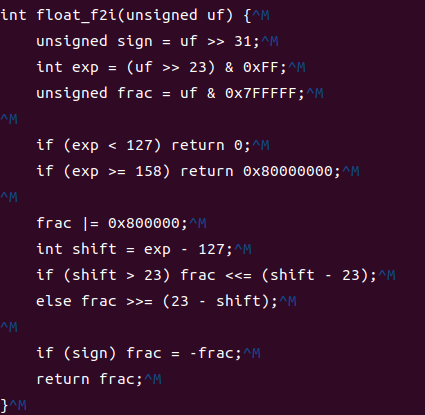 int float_f2i(unsigned uf) {^M
    unsigned sign = uf >> 31;^M
    int exp = (uf >> 23) & 0xFF;^M
    unsigned frac = uf & 0x7FFFFF;^M
^M
    if (exp < 127) return 0;^M
    if (exp >= 158) return 0x80000000;^M
^M
    frac |= 0x800000;^M
    int shift = exp - 127;^M
    if (shift > 23) frac <<= (shift - 23);^M
    else frac >>= (23 - shift);^M
^M
    if (sign) frac = -frac;^M
    return frac;^M
}^M